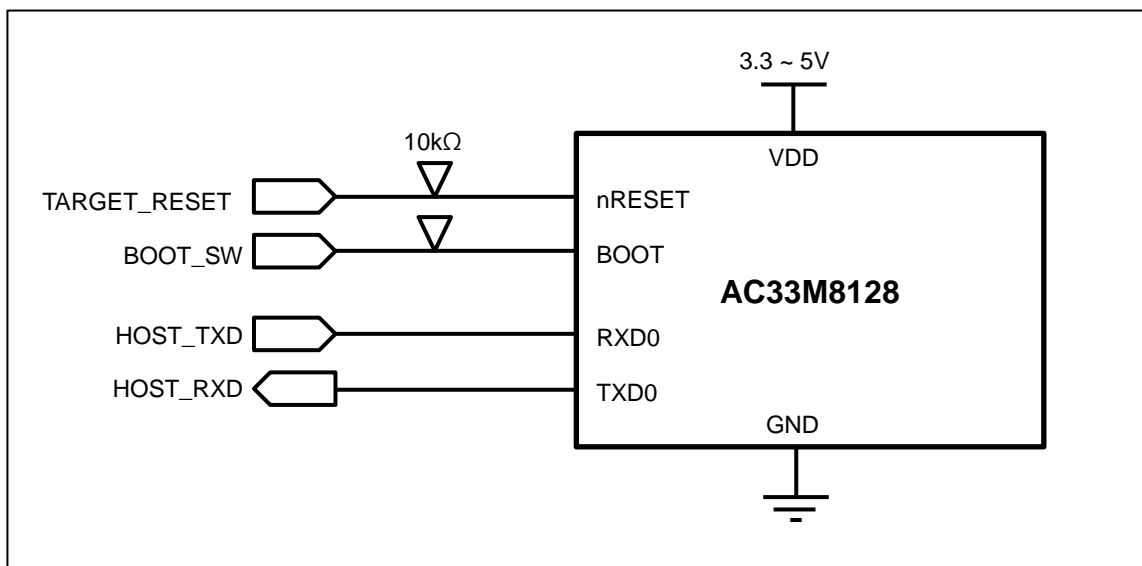 3.3 ~ 5V
10kΩ
VDD
TARGET_RESET
nRESET
BOOT_SW
BOOT
AC33M8128
HOST_TXD
RXD0
HOST_RXD
TXD0
GND